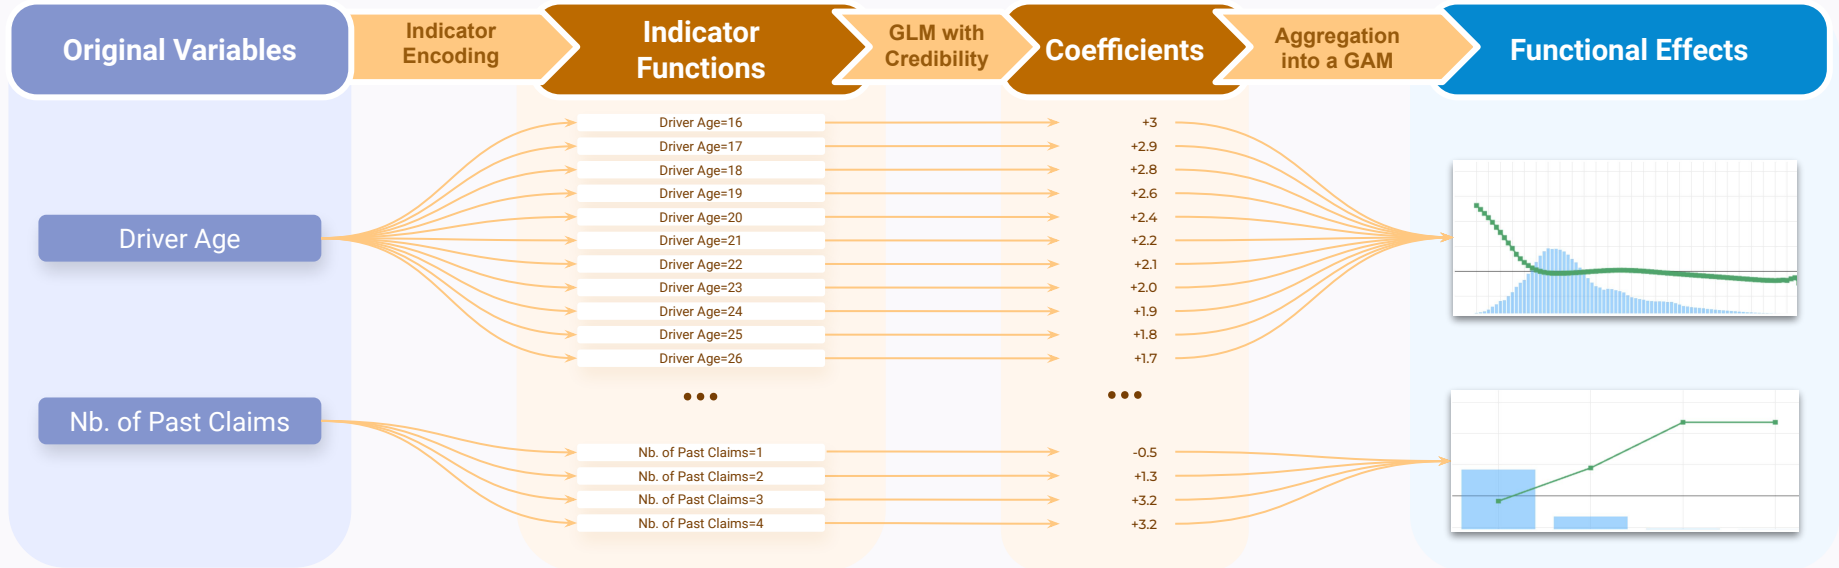 Original Variables
Indicator
Encoding
Indicator
Functions
GLM with
Credibility
Coefficients
Aggregation
into a GAM
Functional Effects
Driver Age
Nb. of Past Claims
Driver Age=16
Driver Age=17
Driver Age=18
Driver Age=19
Driver Age=20
Driver Age=21
Driver Age=22
Driver Age=23
Driver Age=24
Driver Age=25
Driver Age=26
...
Nb. of Past Claims=1
Nb. of Past Claims=2
Nb. of Past Claims=3
Nb. of Past Claims=4
+3
+2.9
+2.8
+2.6
+2.4
+2.2
+2.1
+2.0
+1.9
+1.8
+1.7
...
-0.5
+1.3
+3.2
+3.2